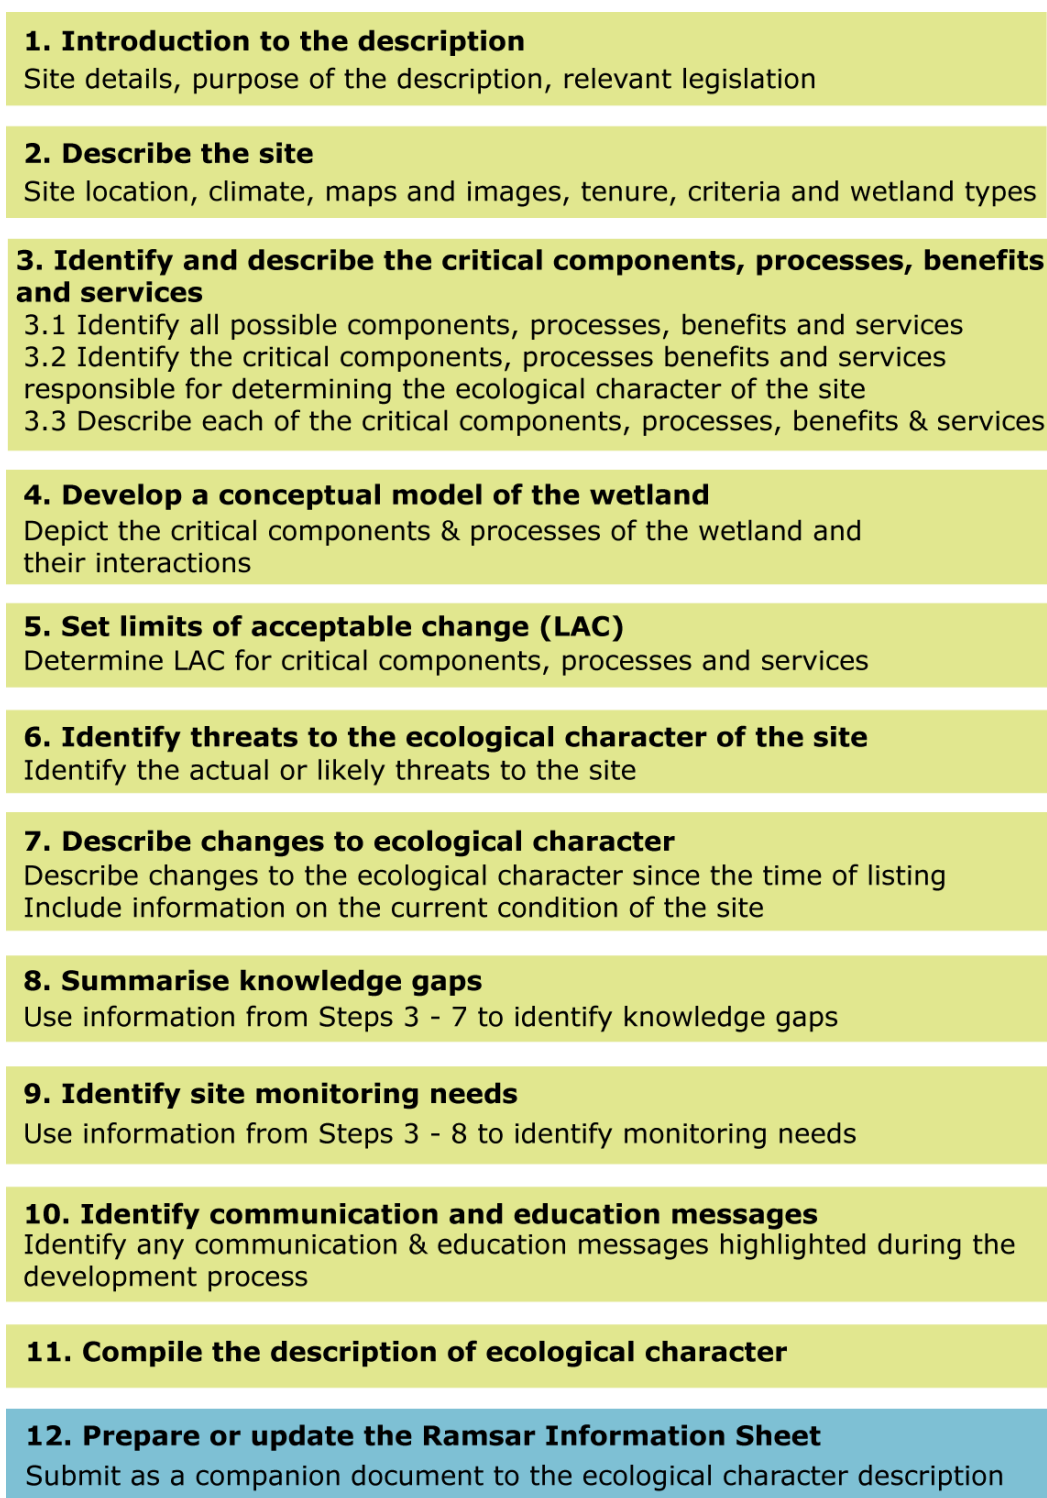 1. Introduction to the description
Site details, purpose of the description, relevant legislation
2. Describe the site
Site location, climate, maps and images, tenure, criteria and wetland types
3. Identify and describe the critical components, processes, benefits
and services
3.1 Identify all possible components, processes, benefits and services
3.2 Identify the critical components, processes benefits and services
responsible for determining the ecological character of the site
3.3 Describe each of the critical components, processes, benefits & services
4. Develop a conceptual model of the wetland
Depict the critical components & processes of the wetland and
their interactions
5. Set limits of acceptable change (LAC)
Determine LAC for critical components, processes and services
6. Identify threats to the ecological character of the site
Identify the actual or likely threats to the site
7. Describe changes to ecological character
Describe changes to the ecological character since the time of listing
Include information on the current condition of the site
8. Summarise knowledge gaps
Use information from Steps 3 - 7 to identify knowledge gaps
9. Identify site monitoring needs
Use information from Steps 3 - 8 to identify monitoring needs
10. Identify communication and education messages
Identify any communication & education messages highlighted during the
development process
11. Compile the description of ecological character
12. Prepare or update the Ramsar Information Sheet
Submit as a companion document to the ecological character description